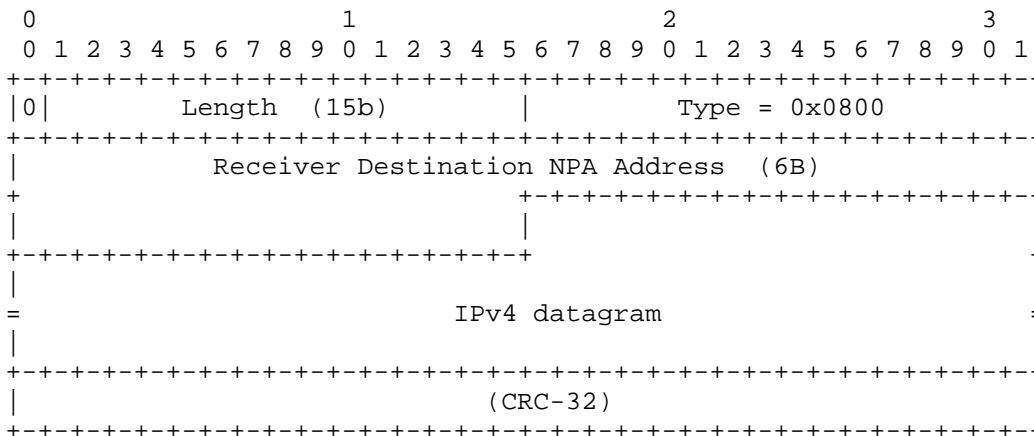 0                   1                   2                   3
0 1 2 3 4 5 6 7 8 9 0 1 2 3 4 5 6 7 8 9 0 1 2 3 4 5 6 7 8 9 0 1
+-+-+-+-+-+-+-+-+-+-+-+-+-+-+-+-+-+-+-+-+-+-+-+-+-+-+-+-+-+-+-+-
|0|        Length  (15b)         |         Type = 0x0800
+-+-+-+-+-+-+-+-+-+-+-+-+-+-+-+-+-+-+-+-+-+-+-+-+-+-+-+-+-+-+-+-
|            Receiver Destination NPA Address  (6B)
+                               +-+-+-+-+-+-+-+-+-+-+-+-+-+-+-+-
|                               |
+-+-+-+-+-+-+-+-+-+-+-+-+-+-+-+-+                               +
|
=                           IPv4 datagram                       =
|
+-+-+-+-+-+-+-+-+-+-+-+-+-+-+-+-+-+-+-+-+-+-+-+-+-+-+-+-+-+-+-+-
|                             (CRC-32)
+-+-+-+-+-+-+-+-+-+-+-+-+-+-+-+-+-+-+-+-+-+-+-+-+-+-+-+-+-+-+-+-